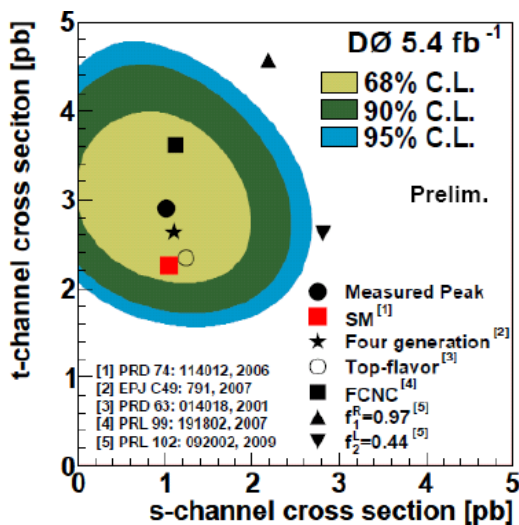 t-channel cross seciton [pb]
5
4
3
2
1
0
DØ 5.4 fb -1
68% C.L.
90% C.L.
95% C.L.
Prelim.
Measured Peak
SM [1]
Four generation [2]
Top-flavor [3]
FCNC [4]
f1R=0.97 [5]
f2L=0.44 [5]
[1] PRD 74: 114012, 2006
[2] EPJ C49: 791, 2007
[3] PRD 63: 014018, 2001
[4] PRL 99: 191802, 2007
[5] PRL 102: 092002, 2009
0 1 2 3 4 5
s-channel cross section [pb]